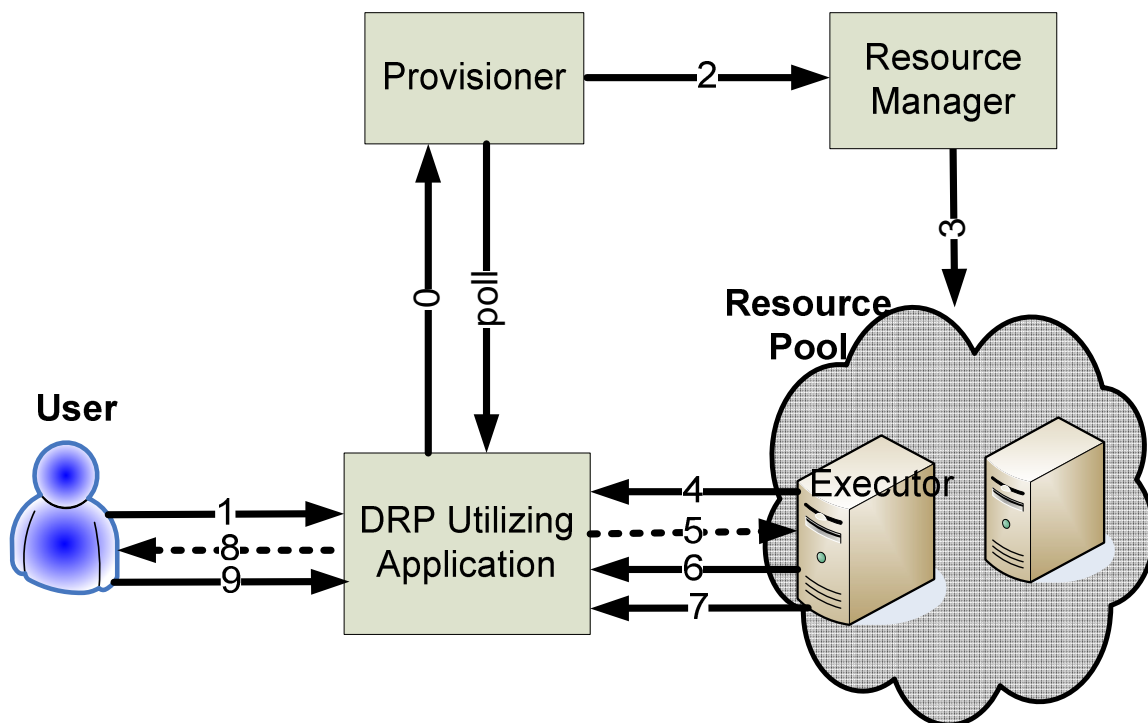 Provisioner
2
Resource
Manager
0
poll
3
Resource
Pool
User
1
8
9
DRP Utilizing
Application
4
5
6
7
Executor